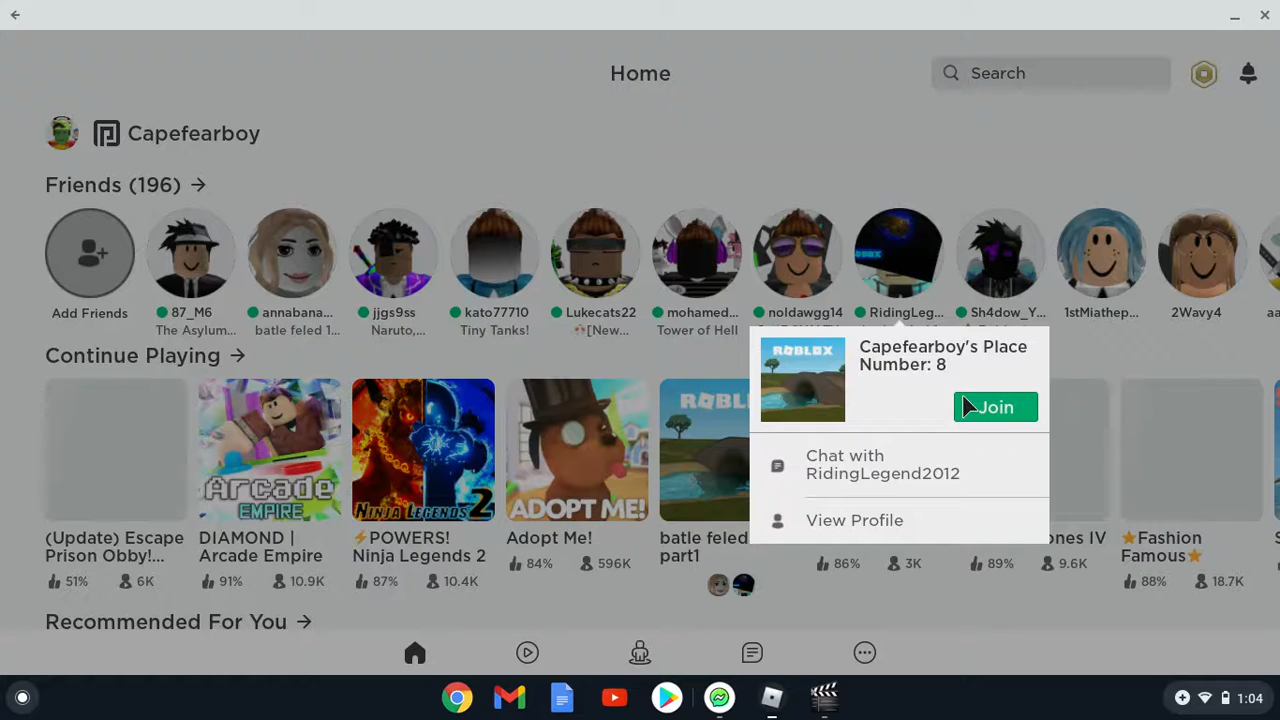 Home
Search
Capefearboy
Friends (196) →
Add Friends
87_M6
annabana...
jjgs9ss
kato77710
Lukecats22
mohamed...
noldawgg14
RidingLeg...
Sh4dow_Y...
1stMiathep...
2Wavy4
The Asylum...
batle feled 1...
Naruto,...
Tiny Tanks!
[New...
Tower of Hell
Continue Playing →
ROBLOX
Capefearboy's Place
Number: 8
Join
Chat with
RidingLegend2012
View Profile
Arcade
EMPIRE
NINJA LEGENDS 2
ADOPT ME!
(Update) Escape
Prison Obby!...
51% 6K
DIAMOND |
Arcade Empire
91% 10.9K
⚡POWERS!
Ninja Legends 2
87% 10.4K
Adopt Me!
84% 596K
batle feled
part1
86% 3K
ones IV
89% 9.6K
⭐Fashion
Famous⭐
88% 18.7K
Recommended For You →
1:04